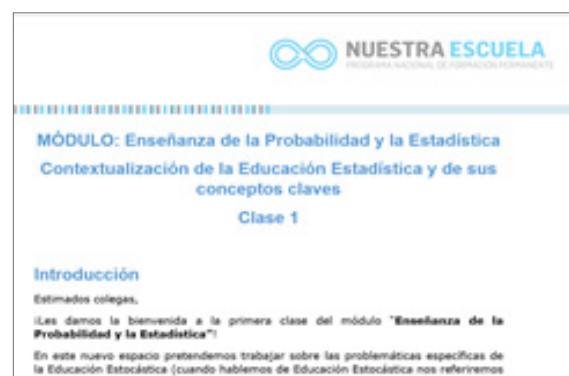 NUESTRA ESCUELA
PROGRAMA NACIONAL DE FORMACIÓN PERMANENTE
MÓDULO: Enseñanza de la Probabilidad y la Estadística
Contextualización de la Educación Estadística y de sus
conceptos claves
Clase 1
Introducción
Estimados colegas,
¡Les damos la bienvenida a la primera clase del módulo "Enseñanza de la
Probabilidad y la Estadística"!
En este nuevo espacio pretendemos trabajar sobre las problemáticas específicas de
la Educación Estocástica (cuando hablemos de Educación Estocástica nos referiremos